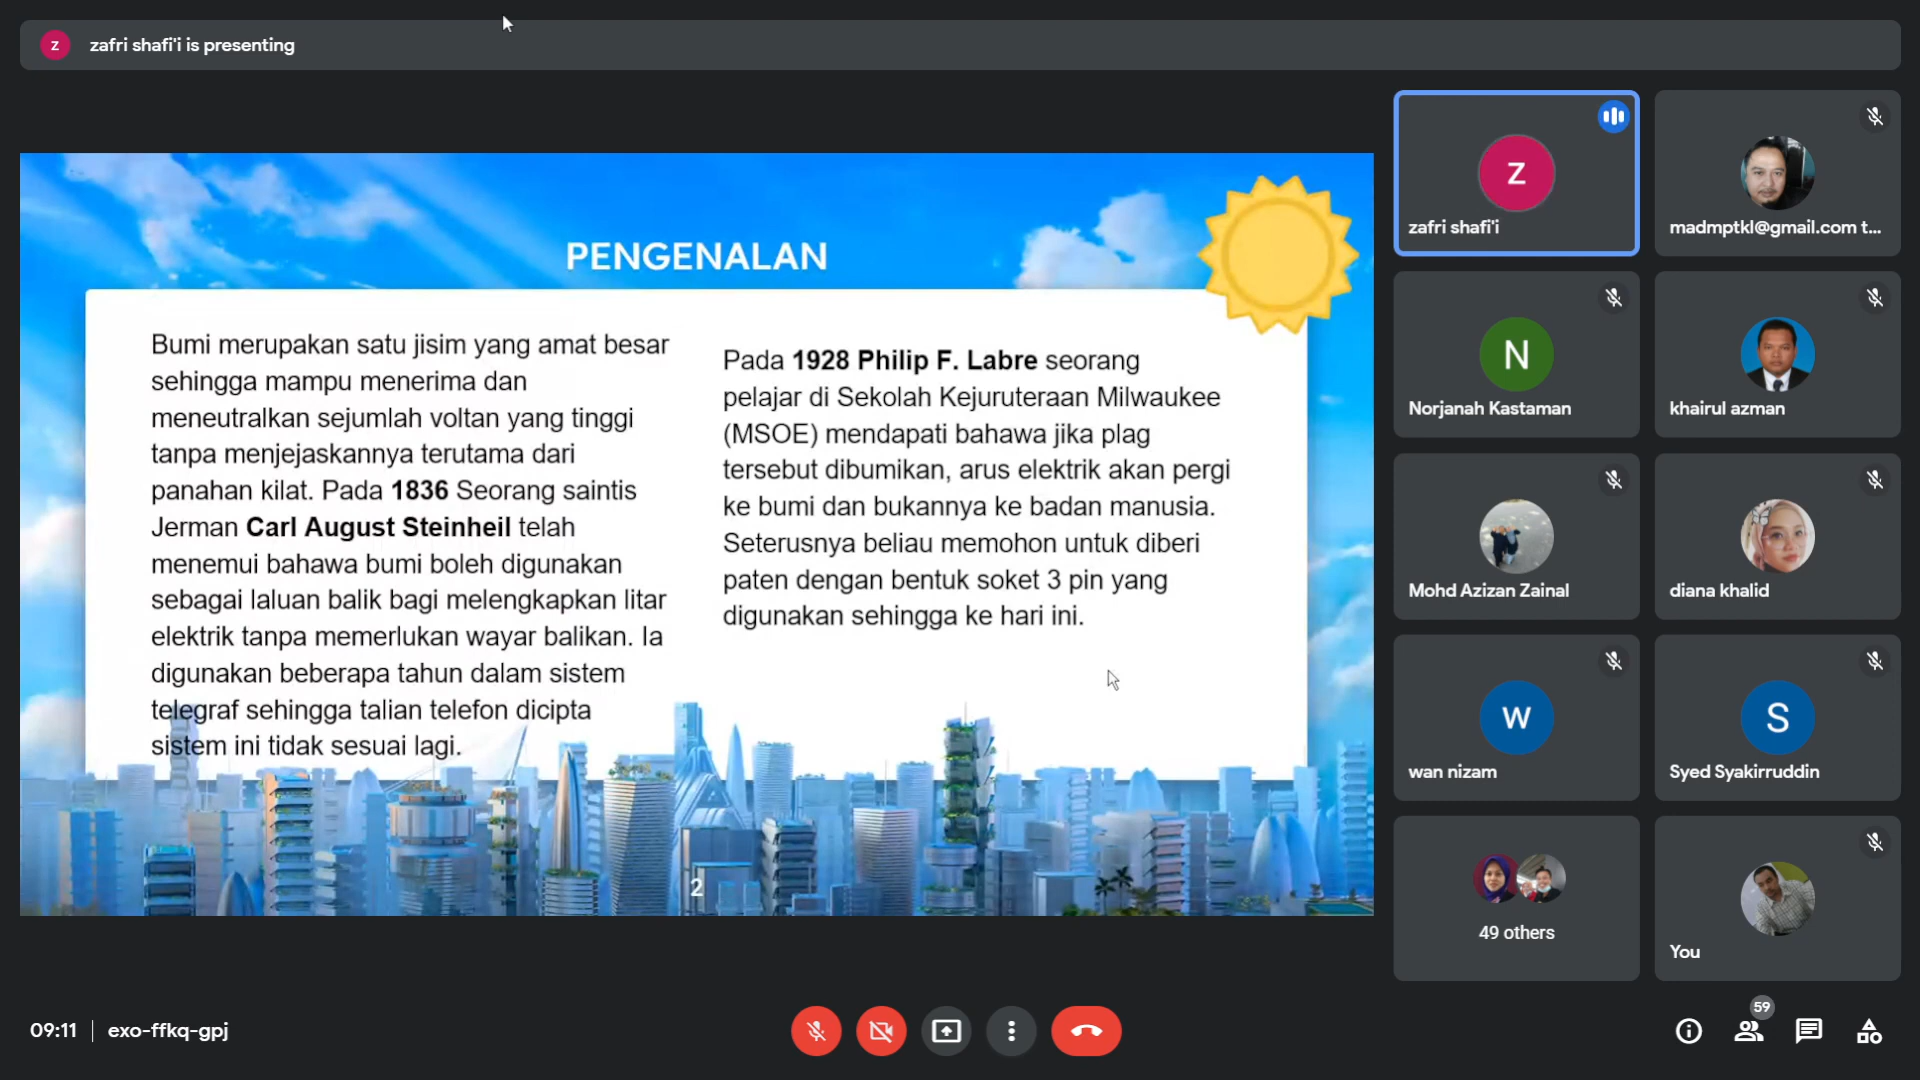 z
zafri shafi'i is presenting
PENGENALAN
Bumi merupakan satu jisim yang amat besar
sehingga mampu menerima dan
meneutralkan sejumlah voltan yang tinggi
tanpa menjejaskannya terutama dari
panahan kilat. Pada 1836 Seorang saintis
Jerman Carl August Steinheil telah
menemui bahawa bumi boleh digunakan
sebagai laluan balik bagi melengkapkan litar
elektrik tanpa memerlukan wayar balikan. Ia
digunakan beberapa tahun dalam sistem
telegraf sehingga talian telefon dicipta
sistem ini tidak sesuai lagi.
Pada 1928 Philip F. Labre seorang
pelajar di Sekolah Kejuruteraan Milwaukee
(MSOE) mendapati bahawa jika plag
tersebut dibumikan, arus elektrik akan pergi
ke bumi dan bukannya ke badan manusia.
Seterusnya beliau memohon untuk diberi
paten dengan bentuk soket 3 pin yang
digunakan sehingga ke hari ini.
2
z
zafri shafi'i
madmptkl@gmail.com t...
N
Norjanah Kastaman
khairul azman
Mohd Azizan Zainal
diana khalid
w
wan nizam
S
Syed Syakirruddin
49 others
You
09:11
exo-ffkq-gpj
59